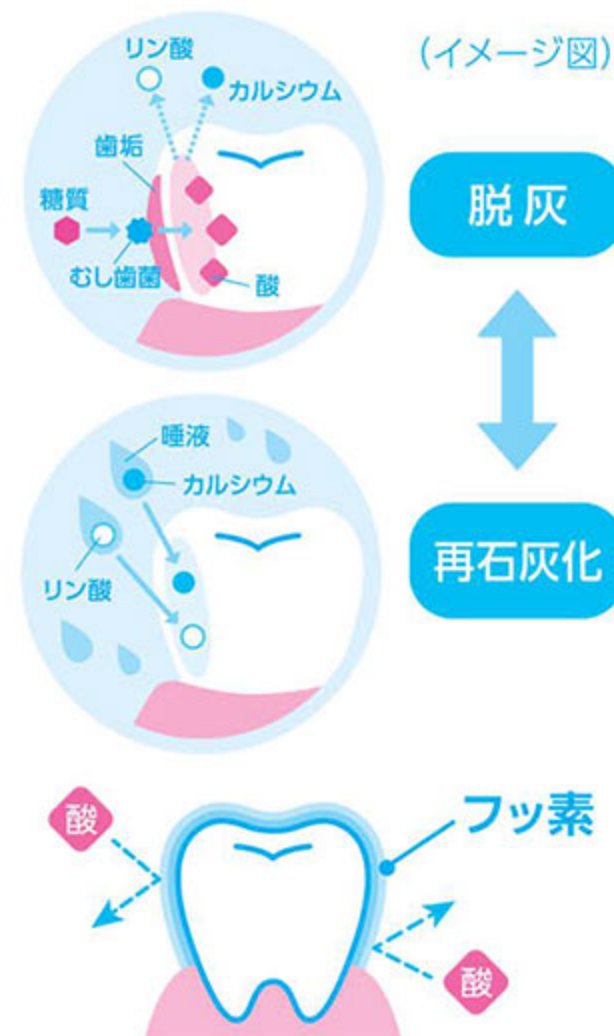 (イメージ図)
リン酸
カルシウム
歯垢
糖質
むし歯菌
酸
脱灰
唾液
カルシウム
リン酸
再石灰化
酸
フッ素
酸